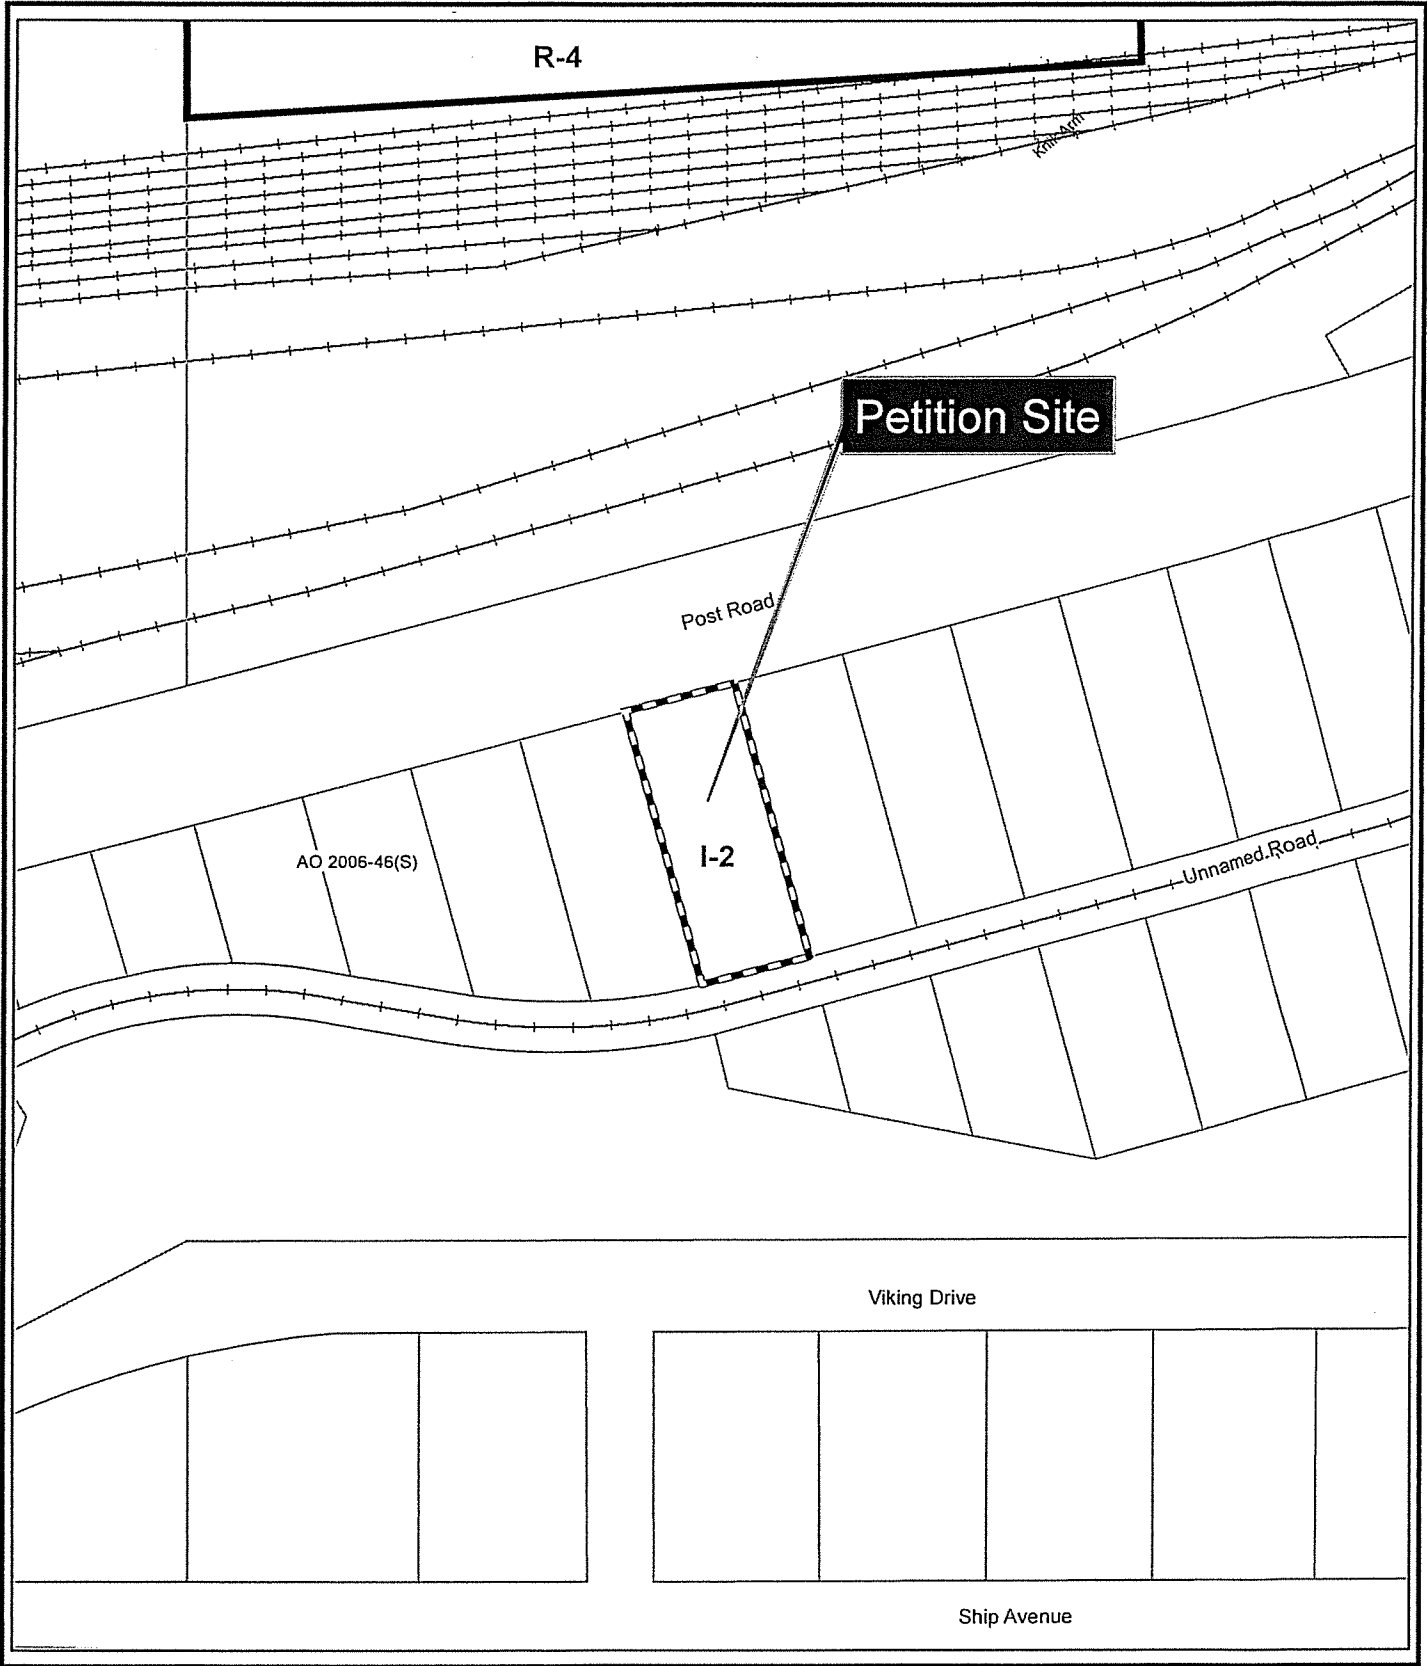 R-4
Knik Arm
Petition Site
Post Road
AO 2006-46(S)
I-2
Unnamed Road
Viking Drive
Ship Avenue